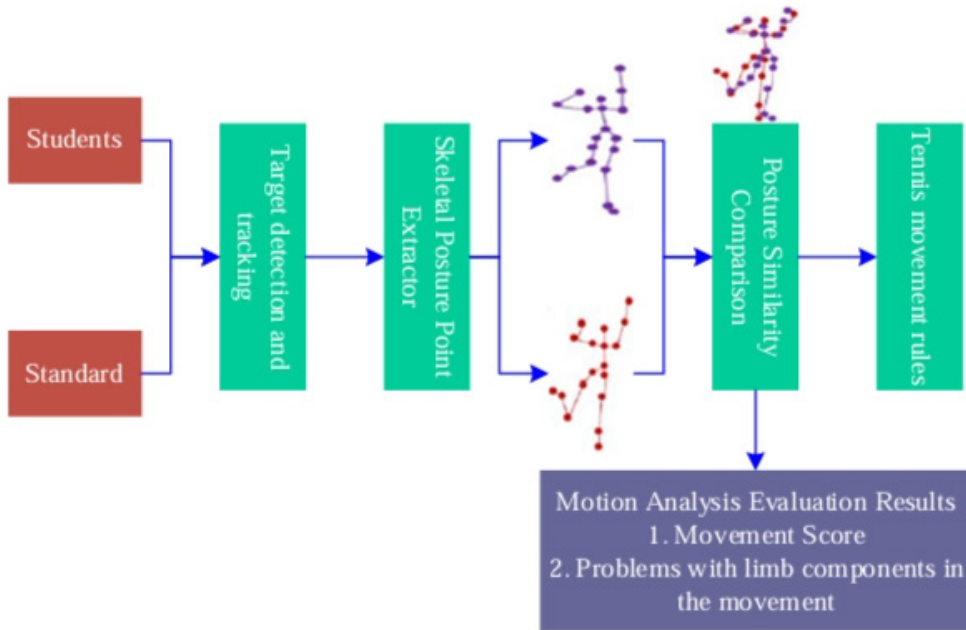 Students
Standard
Target detection and
tracking
Skeletal Posture Point
Extractor
Posture Similarity
Comparison
Tennis movement rules
Motion Analysis Evaluation Results
1. Movement Score
2. Problems with limb components in
the movement